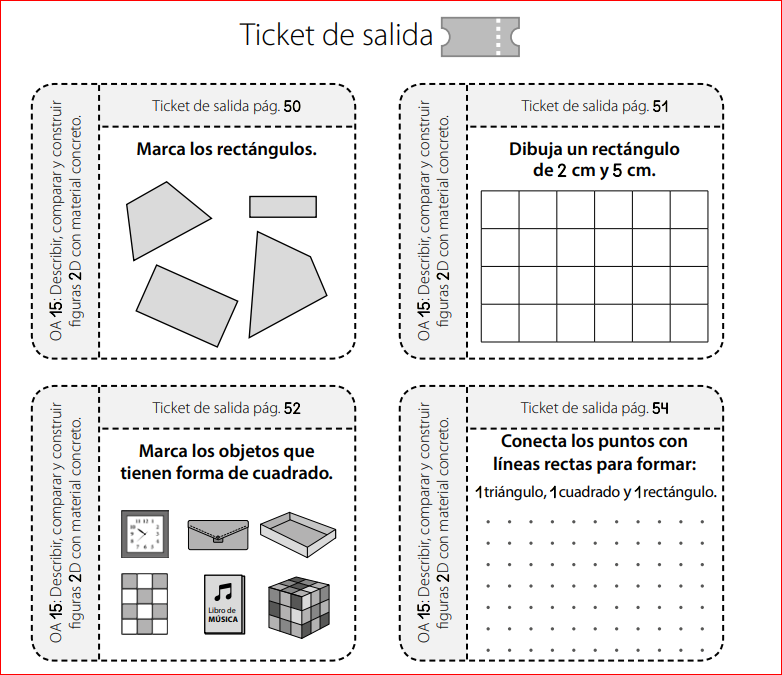 Ticket de salida
OA 15: Describir, comparar y construir
figuras 2D con material concreto.
Ticket de salida pág. 50
Marca los rectángulos.
OA 15: Describir, comparar y construir
figuras 2D con material concreto.
Ticket de salida pág. 51
Dibuja un rectángulo
de 2 cm y 5 cm.
OA 15: Describir, comparar y construir
figuras 2D con material concreto.
Ticket de salida pág. 52
Marca los objetos que
tienen forma de cuadrado.
Libro de
MÚSICA
OA 15: Describir, comparar y construir
figuras 2D con material concreto.
Ticket de salida pág. 54
Conecta los puntos con
líneas rectas para formar:
1 triángulo, 1 cuadrado y 1 rectángulo.